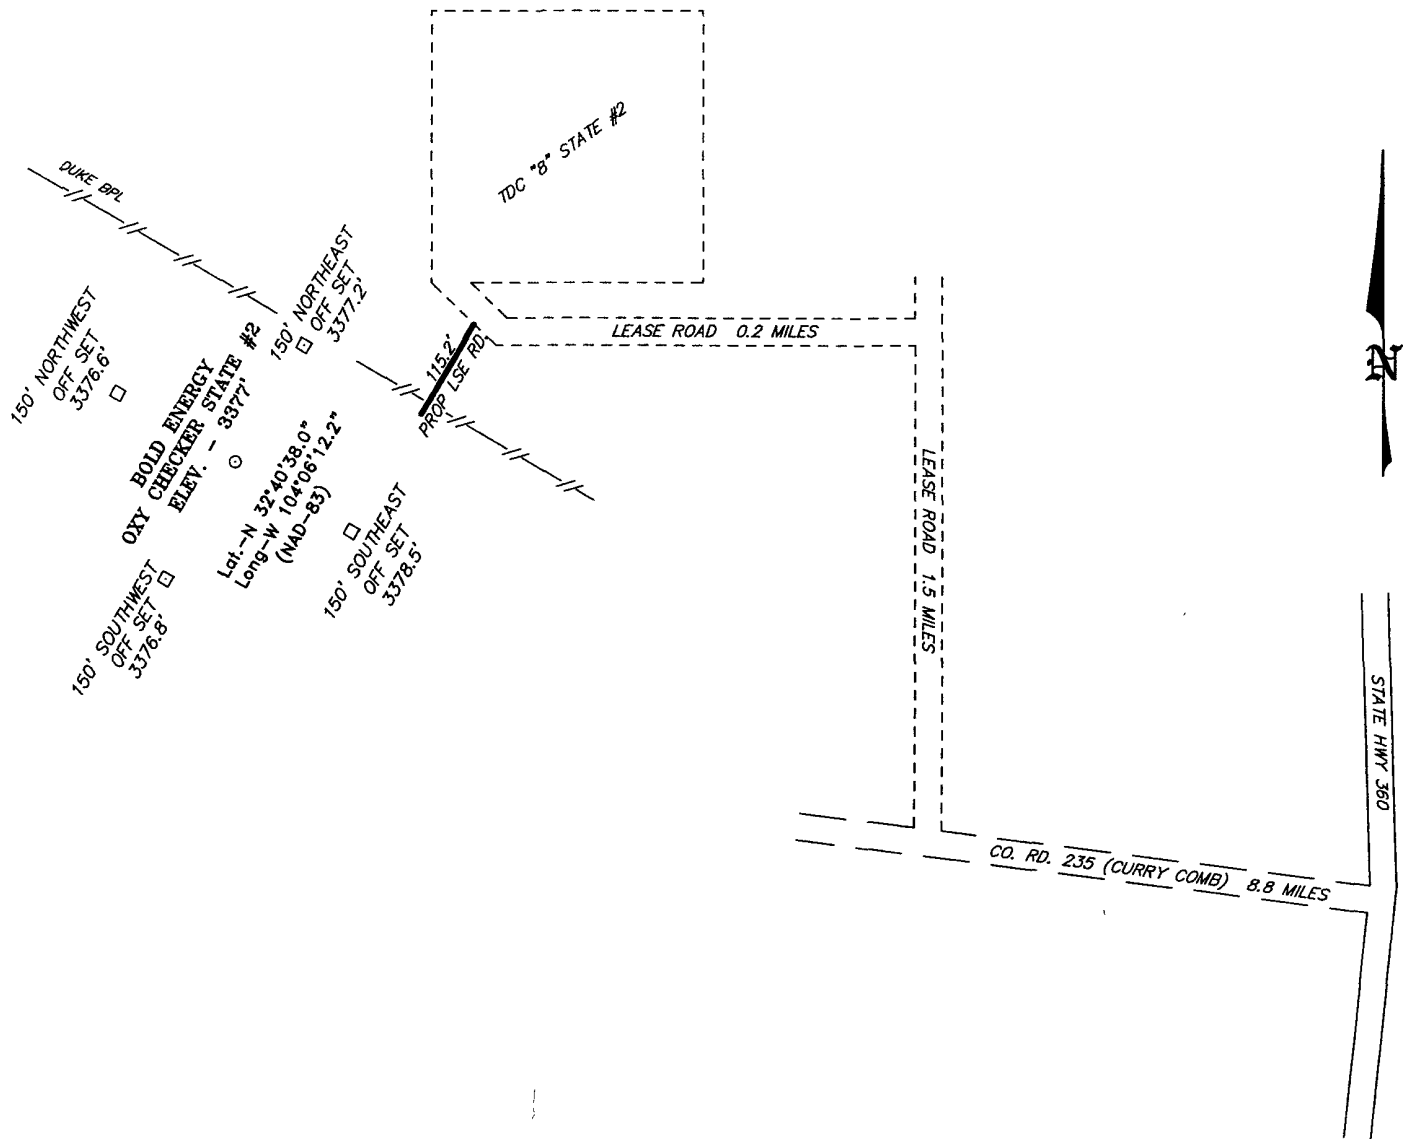 TDC "8" STATE #2
DUKE BPL
150' NORTHWEST
OFF SET
3376.6'
BOLD ENERGY
OXY CHECKER STATE #2
ELEV. - 3377'
150' NORTHEAST
OFF SET
3377.2'
115.2'
PROP LSE RD.
LEASE ROAD 0.2 MILES
N
Lat.-N 32°40'38.0"
Long-W 104°06'12.2"
(NAD-83)
150' SOUTHWEST
OFF SET
3376.8'
150' SOUTHEAST
OFF SET
3378.5'
LEASE ROAD 1.5 MILES
STATE HWY 360
CO. RD. 235 (CURRY COMB) 8.8 MILES